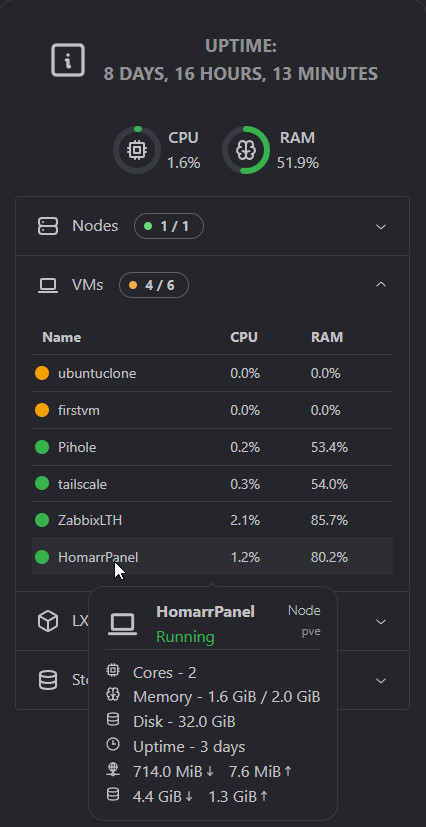 UPTIME:
8 DAYS, 16 HOURS, 13 MINUTES
CPU
1.6%
RAM
51.9%
Nodes 1 / 1
VMs 4 / 6
Name CPU RAM
ubuntuclone 0.0% 0.0%
firstvm 0.0% 0.0%
Pihole 0.2% 53.4%
tailscale 0.3% 54.0%
ZabbixLTH 2.1% 85.7%
HomarrPanel 1.2% 80.2%
HomarrPanel Node
Running pve
Cores - 2
Memory - 1.6 GiB / 2.0 GiB
Disk - 32.0 GiB
Uptime - 3 days
714.0 MiB↓ 7.6 MiB↑
4.4 GiB↓ 1.3 GiB↑